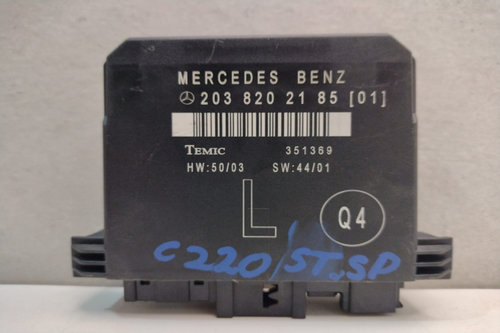 MERCEDES BENZ
203 820 21 85 [01]
TEMIC 351369
HW:50/03 SW:44/01
L
Q4
C220/ST.SP